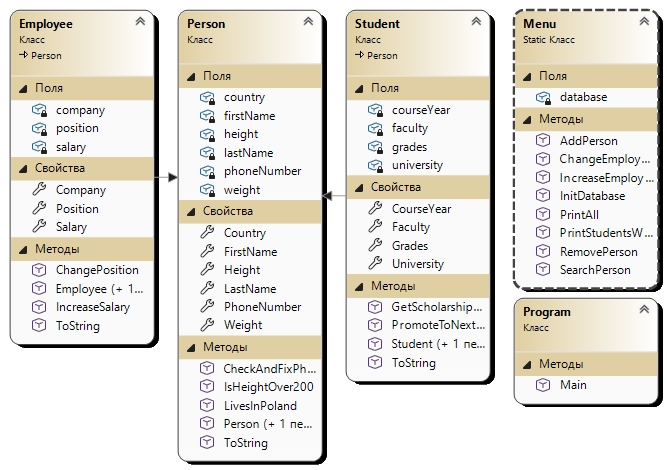 Employee
Класс
Person
Поля
company
position
salary
Свойства
Company
Position
Salary
Методы
ChangePosition
Employee (+ 1...
IncreaseSalary
ToString
Person
Класс
Поля
country
firstName
height
lastName
phoneNumber
weight
Свойства
Country
FirstName
Height
LastName
PhoneNumber
Weight
Методы
CheckAndFixPh...
IsHeightOver200
LivesInPoland
Person (+ 1 пе...
ToString
Student
Класс
Person
Поля
courseYear
faculty
grades
university
Свойства
CourseYear
Faculty
Grades
University
Методы
GetScholarship...
PromoteToNext...
Student (+ 1 пе...
ToString
Menu
Static Класс
Поля
database
Методы
AddPerson
ChangeEmploy...
IncreaseEmploy...
InitDatabase
PrintAll
PrintStudentsW...
RemovePerson
SearchPerson
Program
Класс
Методы
Main